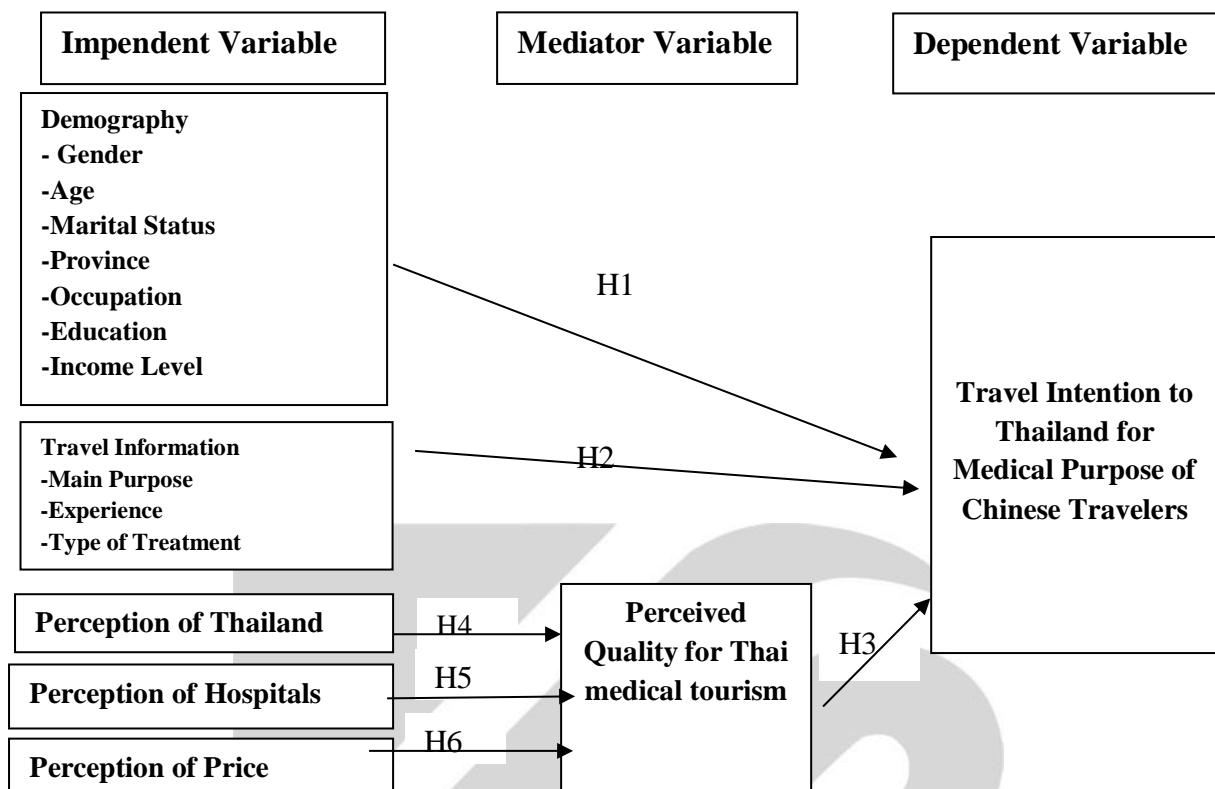 Impendent Variable
Mediator Variable
Dependent Variable
Demography
- Gender
-Age
-Marital Status
-Province
-Occupation
-Education
-Income Level
H1
Travel Information
-Main Purpose
-Experience
-Type of Treatment
H2
Travel Intention to
Thailand for
Medical Purpose of
Chinese Travelers
Perception of Thailand
H4
Perception of Hospitals
H5
Perception of Price
H6
Perceived
Quality for Thai
medical tourism
H3